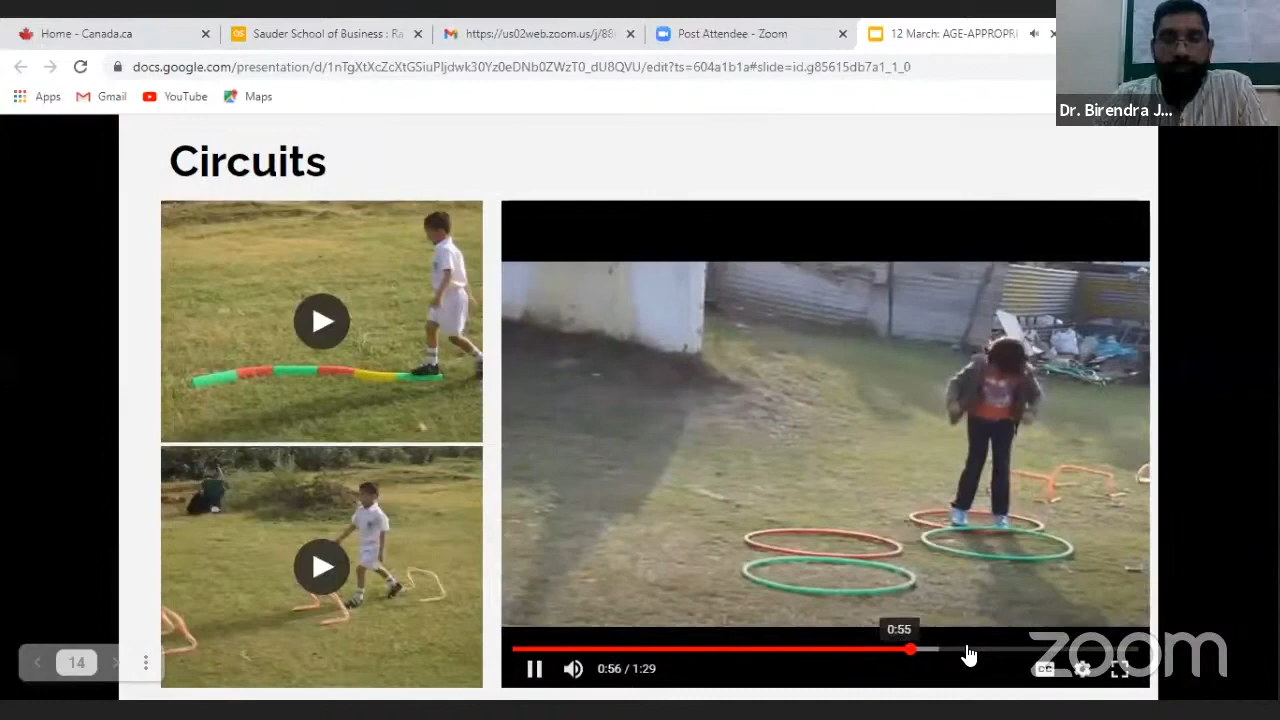 Home - Canada.ca
Sauder School of Business : Ra
https://us02web.zoom.us/j/88
Post Attendee - Zoom
12 March: AGE-APPROPRI
docs.google.com/presentation/d/1nTgXtXcZcXtGSiuPljdwk30Yz0eDNb0ZWzT0_dU8QVU/edit?ts=604a1b1a#slide=id.g85615db7a1_1_0
Apps
Gmail
YouTube
Maps
Dr. Birendra J...
Circuits
0:55
0:56 / 1:29
CC
14
zoom